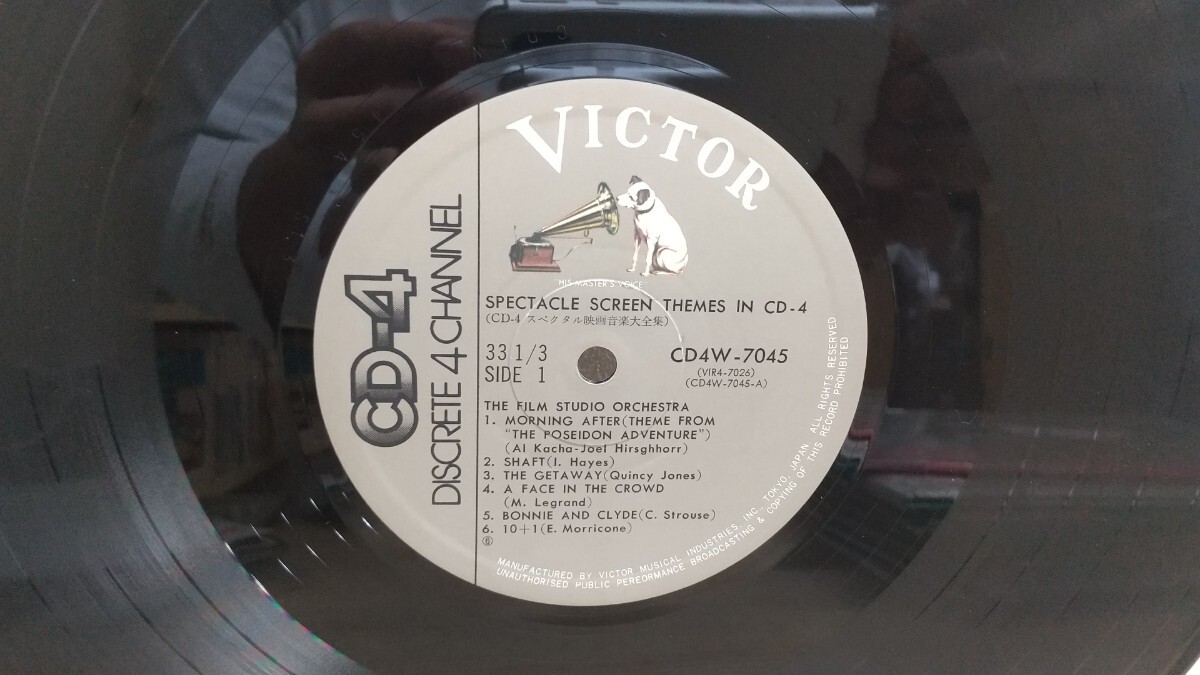 VICTOR
HIS MASTER'S VOICE
CD-4
DISCRETE 4 CHANNEL
SPECTACLE SCREEN THEMES IN CD-4
(CD-4 スペクタル映画音楽大全集)
33 1/3
SIDE 1
CD4W-7045
(VIR4-7026)
(CD4W-7045-A)
THE FILM STUDIO ORCHESTRA
1. MORNING AFTER(THEME FROM
"THE POSEIDON ADVENTURE")
(Al Kacha-Joel Hirsghhorr)
2. SHAFT(I. Hayes)
3. THE GETAWAY(Quincy Jones)
4. A FACE IN THE CROWD
(M. Legrand)
5. BONNIE AND CLYDE(C. Strouse)
6. 10+1(E. Morricone)
⑥
MANUFACTURED BY VICTOR MUSICAL INDUSTRIES, INC. TOKYO, JAPAN. ALL RIGHTS RESERVED
UNAUTHORISED PUBLIC PEREORMANCE BROADCASTING & COPYING OF THIS RECORD PROHIBITED